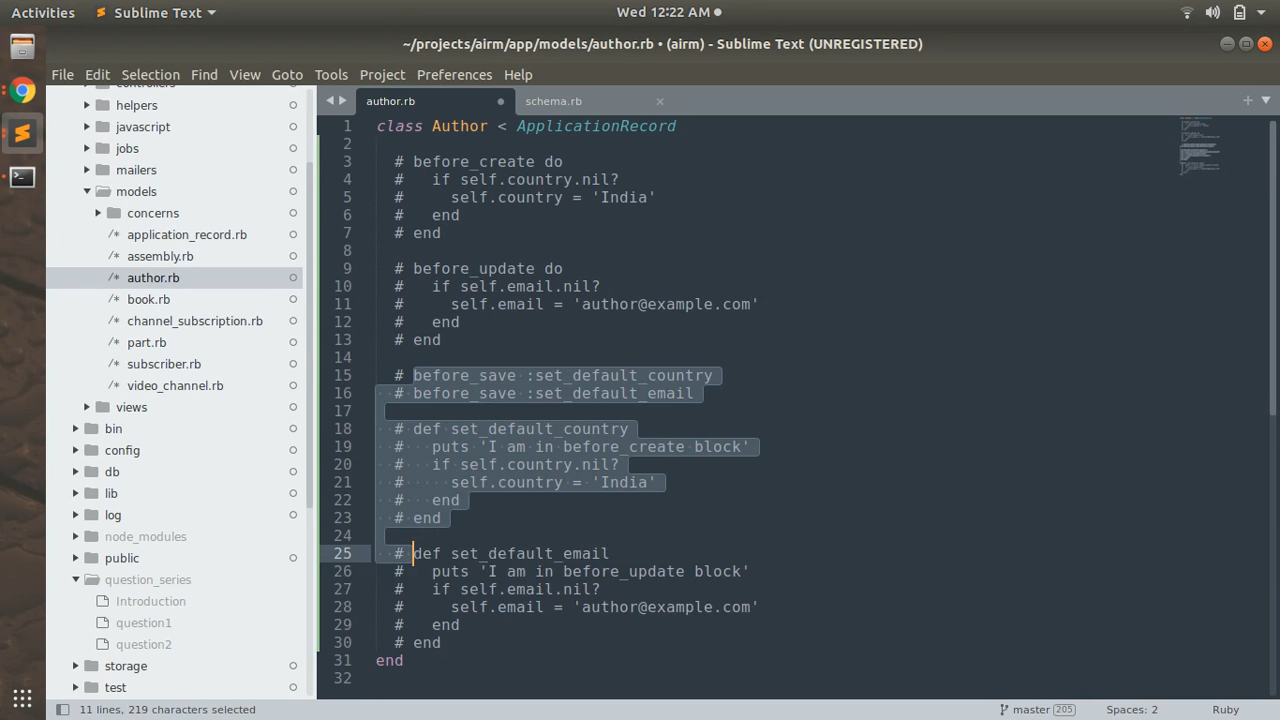 Activities Sublime Text Wed 12:22 AM
~/projects/airm/app/models/author.rb • (airm) - Sublime Text (UNREGISTERED)
File Edit Selection Find View Goto Tools Project Preferences Help
controllers
helpers
javascript
jobs
mailers
models
concerns
/* application_record.rb
/* assembly.rb
/* author.rb
/* book.rb
/* channel_subscription.rb
/* part.rb
/* subscriber.rb
/* video_channel.rb
views
bin
config
db
lib
log
node_modules
public
question_series
Introduction
question1
question2
storage
test
author.rb schema.rb
1 class Author < ApplicationRecord
2
3 # before_create do
4 #   if self.country.nil?
5 #     self.country = 'India'
6 #   end
7 # end
8
9 # before_update do
10 #   if self.email.nil?
11 #     self.email = 'author@example.com'
12 #   end
13 # end
14
15 # before_save :set_default_country
16 # before_save :set_default_email
17
18 # def set_default_country
19 #   puts 'I am in before_create block'
20 #   if self.country.nil?
21 #     self.country = 'India'
22 #   end
23 # end
24
25 # def set_default_email
26 #   puts 'I am in before_update block'
27 #   if self.email.nil?
28 #     self.email = 'author@example.com'
29 #   end
30 # end
31 end
32
11 lines, 219 characters selected master 205 Spaces: 2 Ruby